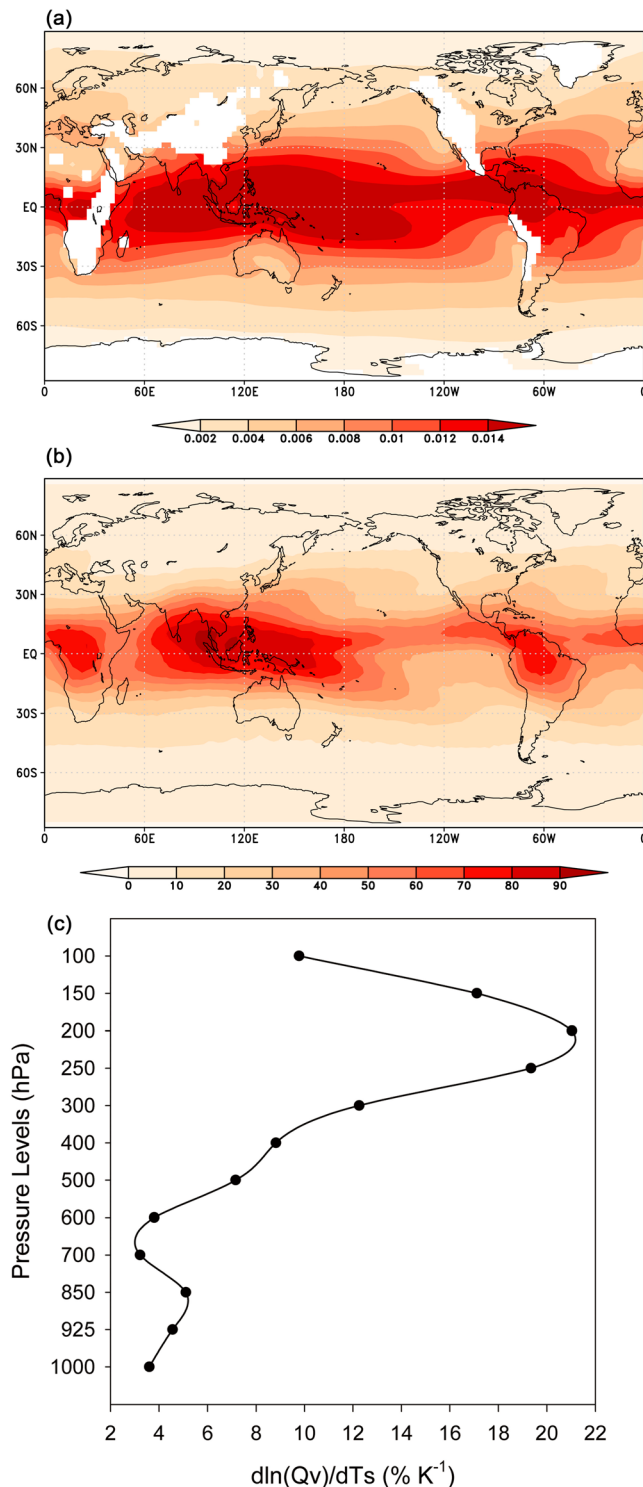 (a)
60N
30N
EQ
30S
60S
0 60E 120E 180 120W 60W 0
0.002 0.004 0.006 0.008 0.01 0.012 0.014
(b)
60N
30N
EQ
30S
60S
0 60E 120E 180 120W 60W 0
0 10 20 30 40 50 60 70 80 90
(c)
100
150
200
250
300
400
500
600
700
850
925
1000
Pressure Levels (hPa)
2 4 6 8 10 12 14 16 18 20 22
dln(Qv)/dTs (% K⁻¹)